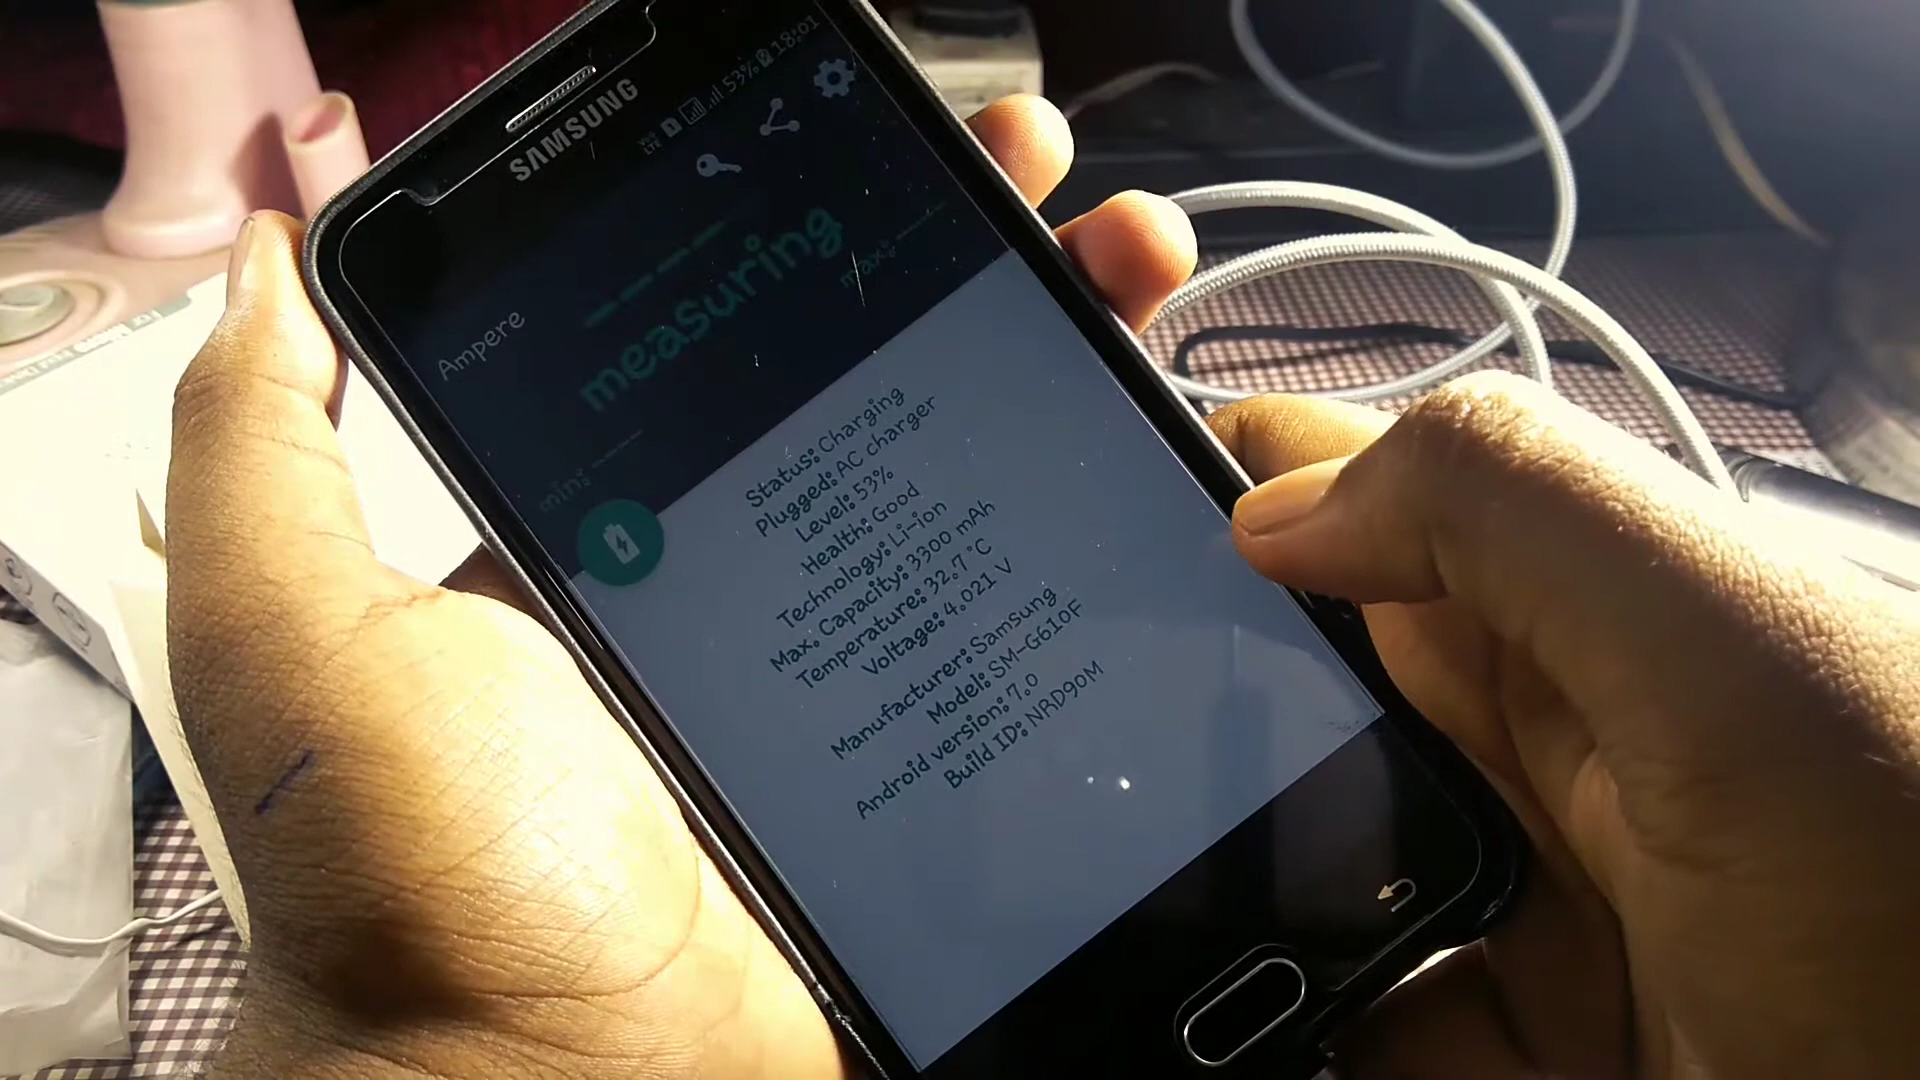 SAMSUNG
53% 18:01
Ampere
measuring
min:
max:
Status: Charging
Plugged: AC charger
Level: 53%
Health: Good
Technology: Li-ion
Max. Capacity: 3300 mAh
Temperature: 32.7 °C
Voltage: 4.021 V
Manufacturer: Samsung
Model: SM-G610F
Android version: 7.0
Build ID: NRD90M